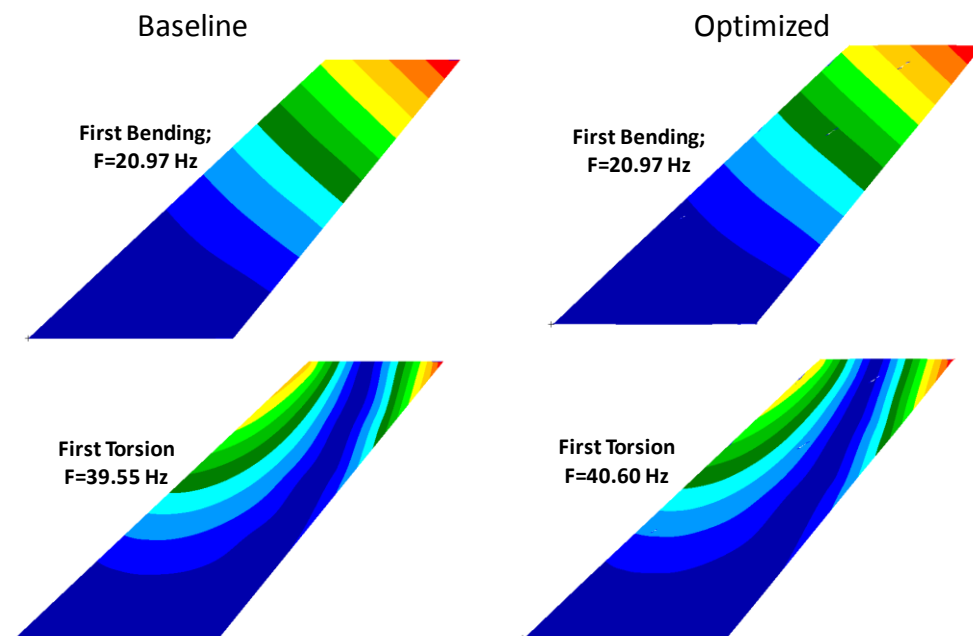 Baseline
Optimized
First Bending;
F=20.97 Hz
First Bending;
F=20.97 Hz
First Torsion
F=39.55 Hz
First Torsion
F=40.60 Hz